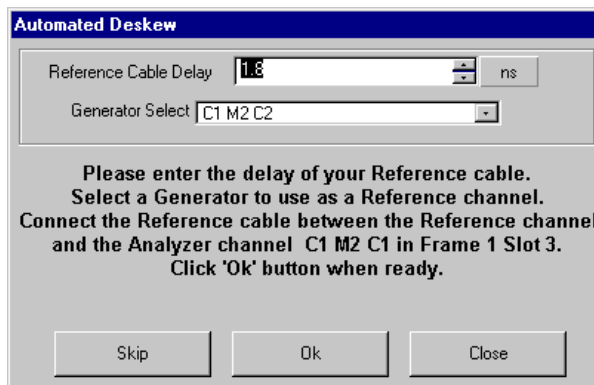 Automated Deskew
Reference Cable Delay 1.8 ns
Generator Select C1 M2 C2
Please enter the delay of your Reference cable.
Select a Generator to use as a Reference channel.
Connect the Reference cable between the Reference channel
and the Analyzer channel C1 M2 C1 in Frame 1 Slot 3.
Click 'Ok' button when ready.
Skip Ok Close